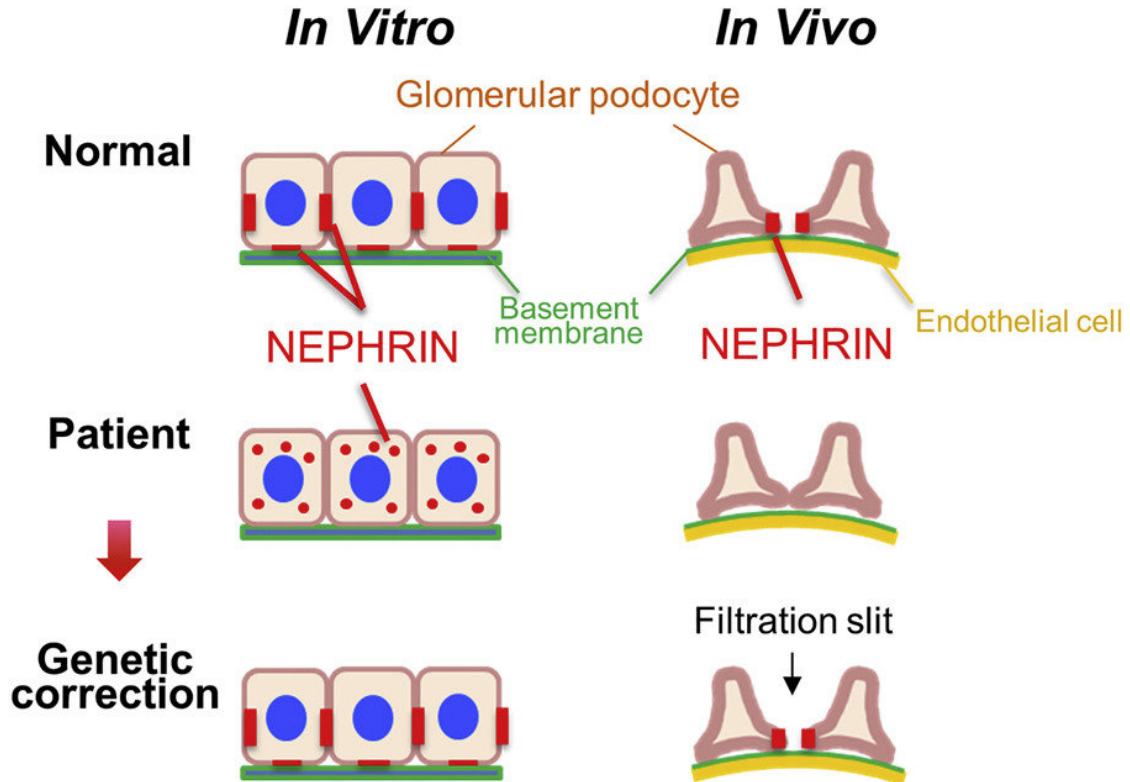 In Vitro
In Vivo
Glomerular podocyte
Normal
Basement
membrane
Endothelial cell
NEPHRIN
NEPHRIN
Patient
Filtration slit
Genetic
correction